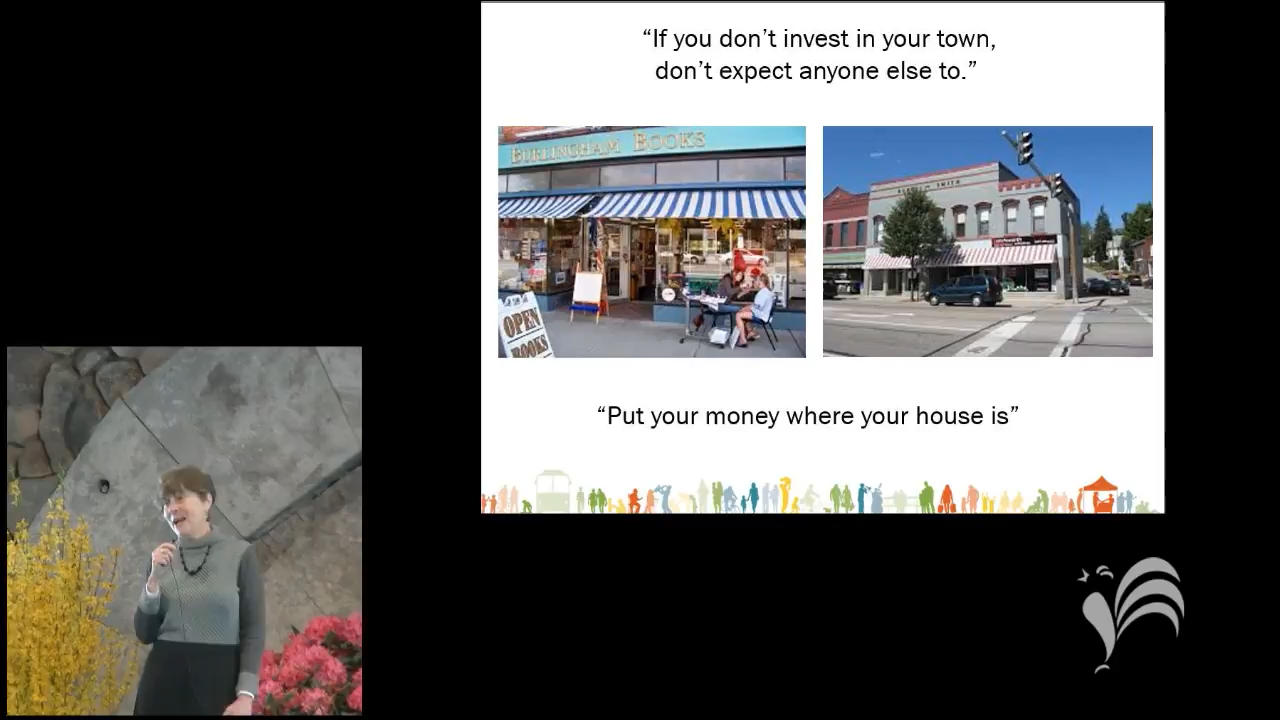 “If you don’t invest in your town,
don’t expect anyone else to.”
BURLINGHAM BOOKS
OPEN
BOOKS
“Put your money where your house is”